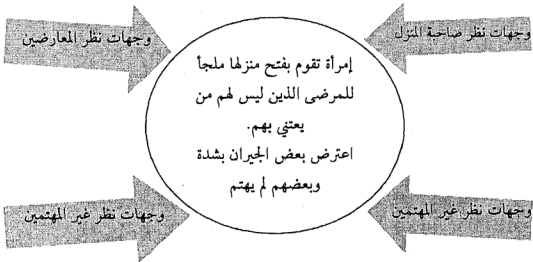 وجهات نظر صاحبة المنزل
وجهات نظر المعارضين
إمرأة تقوم بفتح منزلها ملجأ
للمرضى الذين ليس لهم من
يعتني بهم.
اعترض بعض الجيران بشدة
وبعضهم لم يهتم
وجهات نظر غير المهتمين
وجهات نظر غير المهتمين